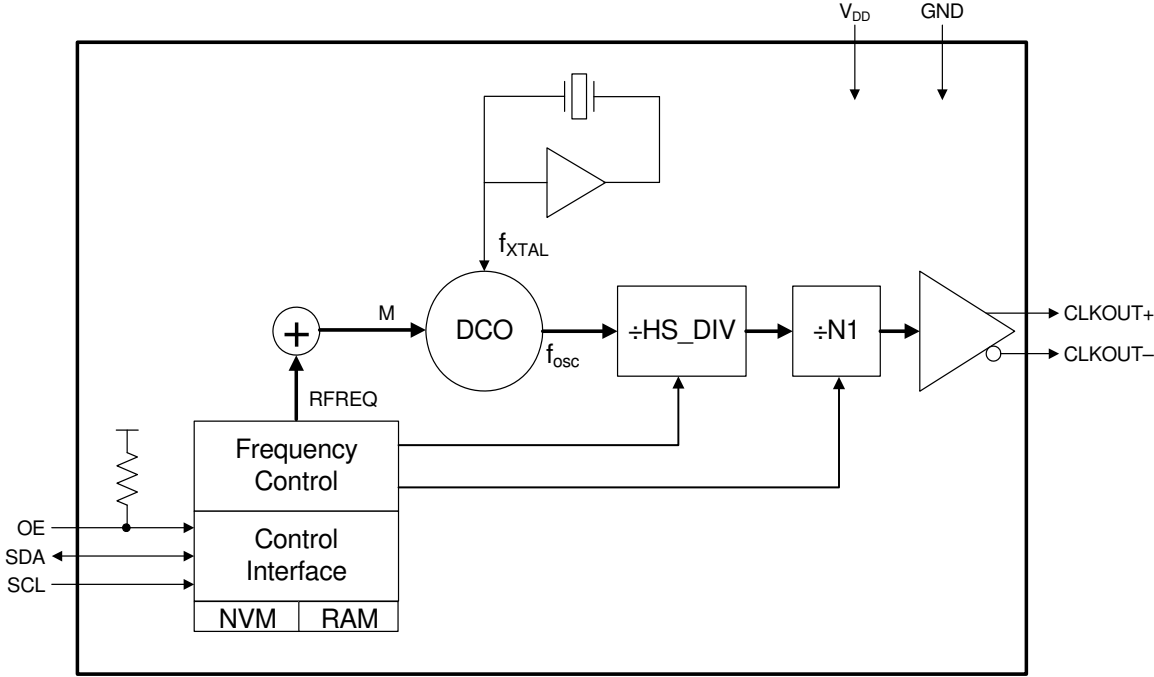 VDD
GND
fXTAL
M
+
DCO
fosc
÷HS_DIV
÷N1
CLKOUT+
CLKOUT–
RFREQ
Frequency
Control
OE
SDA
SCL
Control
Interface
NVM
RAM